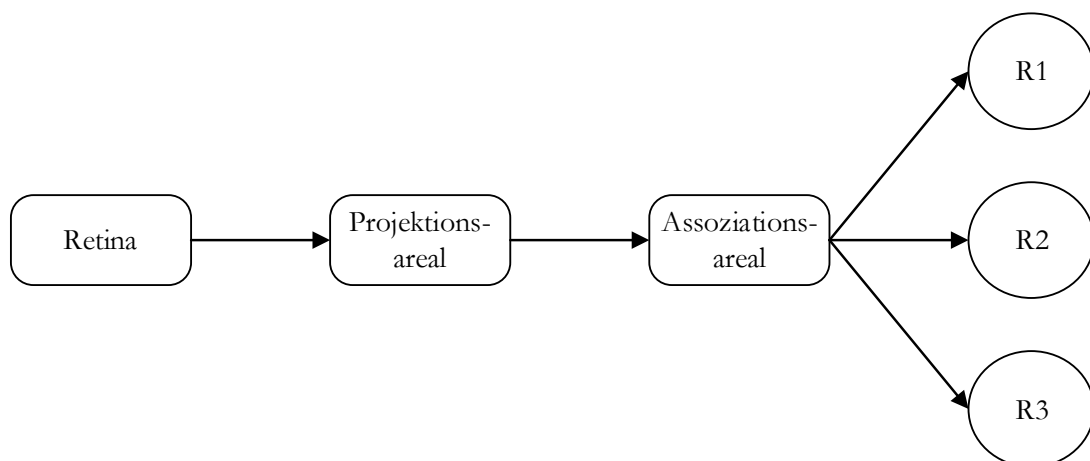 Retina
Projektions-
areal
Assoziations-
areal
R1
R2
R3